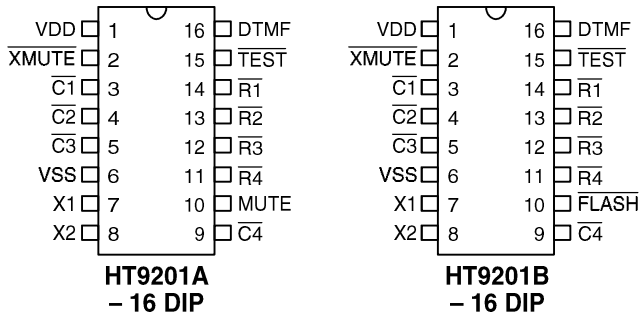 VDD 1 16 DTMF
XMUTE 2 15 TEST
C1 3 14 R1
C2 4 13 R2
C3 5 12 R3
VSS 6 11 R4
X1 7 10 MUTE
X2 8 9 C4
HT9201A
– 16 DIP
VDD 1 16 DTMF
XMUTE 2 15 TEST
C1 3 14 R1
C2 4 13 R2
C3 5 12 R3
VSS 6 11 R4
X1 7 10 FLASH
X2 8 9 C4
HT9201B
– 16 DIP